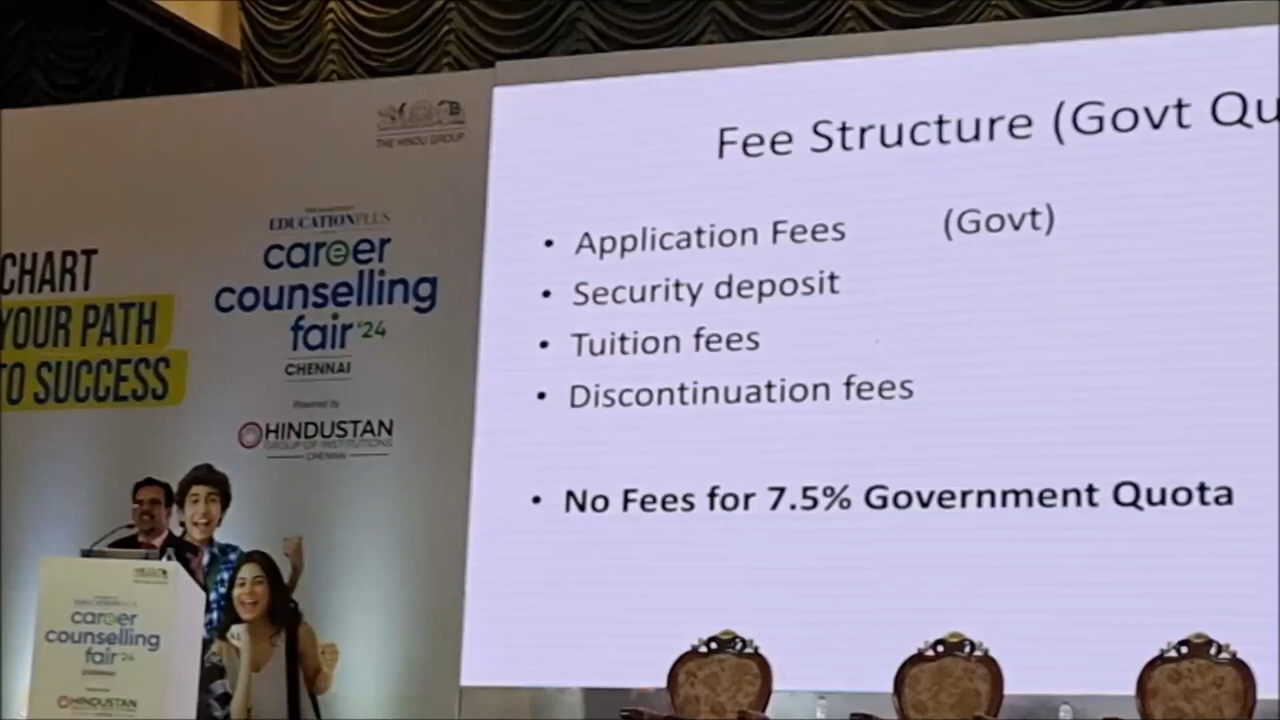 THE HINDU GROUP
EDUCATIONPLUS
career
counselling
fair '24
CHENNAI
Powered by
HINDUSTAN
GROUP OF INSTITUTIONS
CHENNAI
CHART
YOUR PATH
TO SUCCESS
Fee Structure (Govt Qu
• Application Fees (Govt)
• Security deposit
• Tuition fees
• Discontinuation fees
• No Fees for 7.5% Government Quota
career
counselling
fair '24
HINDUSTAN